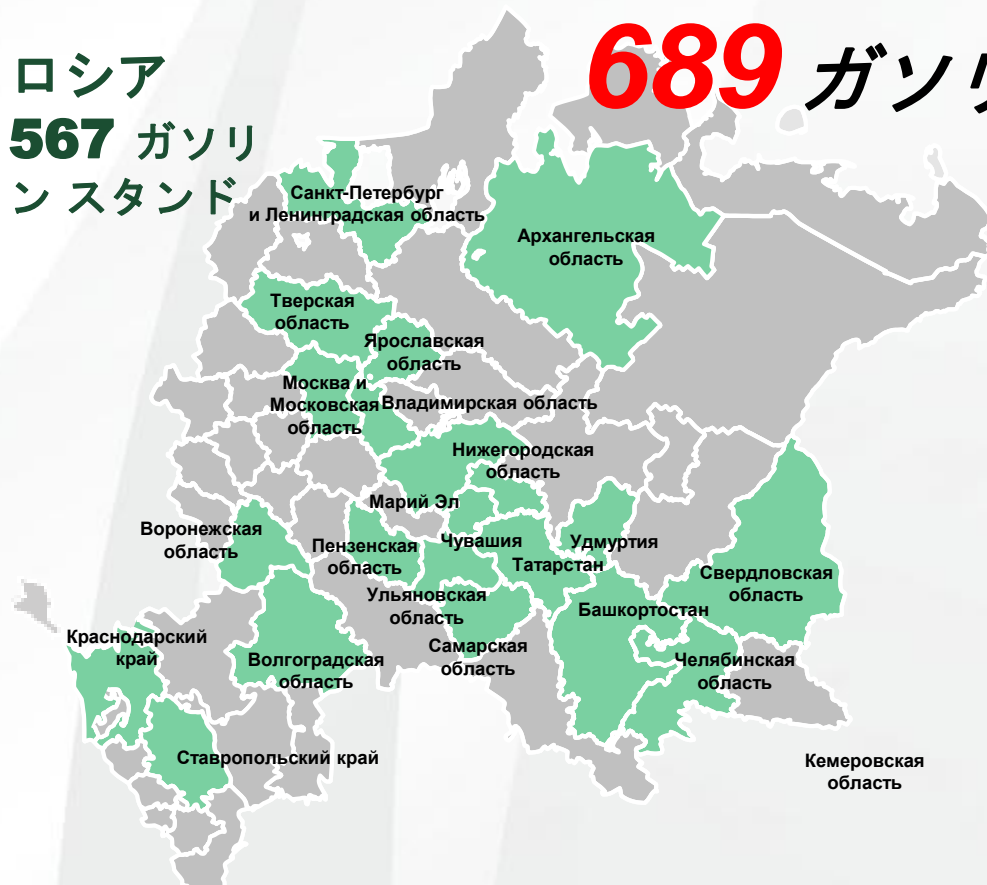 ロシア
567 ガソリ
ン スタンド
689 ガソリ
Санкт-Петербург
и Ленинградская область
Архангельская
область
Тверская
область
Ярославская
область
Москва и
Московская
область
Владимирская область
Нижегородская
область
Марий Эл
Воронежская
область
Пензенская
область
Чувашия
Удмуртия
Татарстан
Свердловская
область
Ульяновская
область
Башкортостан
Краснодарский
край
Самарская
область
Волгоградская
область
Челябинская
область
Ставропольский край
Кемеровская
область